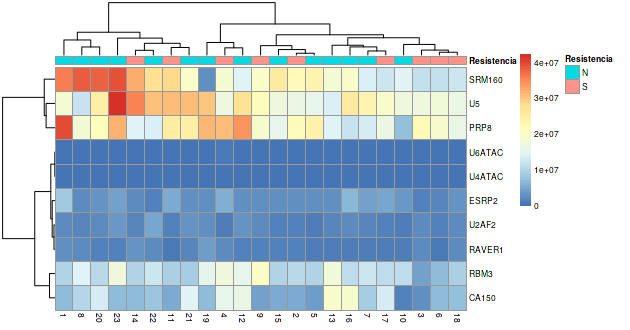 Resistencia
Resistencia
N
S
SRM160
U5
PRP8
U6ATAC
U4ATAC
ESRP2
U2AF2
RAVER1
RBM3
CA150
4e+07
3e+07
2e+07
1e+07
0
1 8 20 23 14 22 11 21 19 4 12 9 15 2 5 13 16 7 17 10 3 6 18